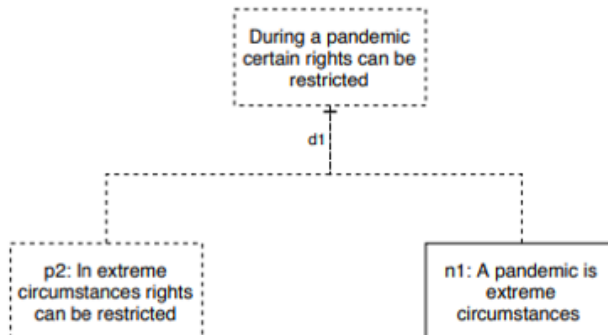 During a pandemic
certain rights can be
restricted
d1
p2: In extreme
circumstances rights
can be restricted
n1: A pandemic is
extreme
circumstances